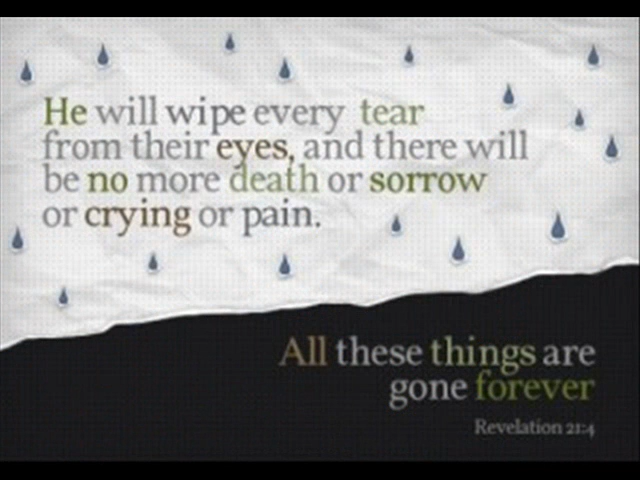 He will wipe every tear
from their eyes, and there will
be no more death or sorrow
or crying or pain.
All these things are
gone forever
Revelation 21:4